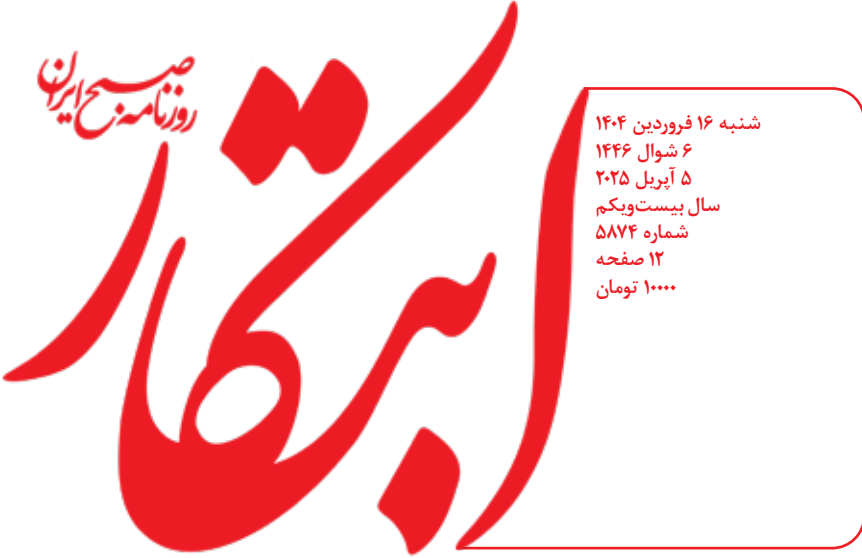 ابتکار
روزنامه صبح ایران
شنبه ۱۶ فروردین ۱۴۰۴
۶ شوال ۱۴۴۶
۵ آپریل ۲۰۲۵
سال بیست‌ویکم
شماره ۵۸۷۴
۱۲ صفحه
۱۰۰۰۰ تومان